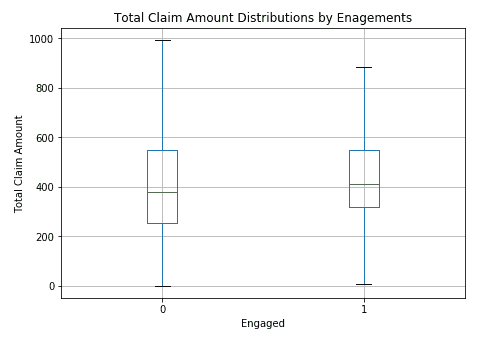 Total Claim Amount Distributions by Enagements
1000
800
600
400
200
0
Total Claim Amount
0 1
Engaged